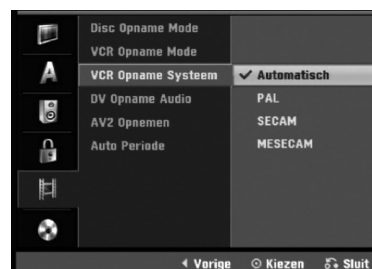 Disc Opname Mode
VCR Opname Mode
VCR Opname Systeem ✓ Automatisch
DV Opname Audio PAL
AV2 Opnemen SECAM
Auto Periode MESECAM
A
Vorige Kiezen Sluit